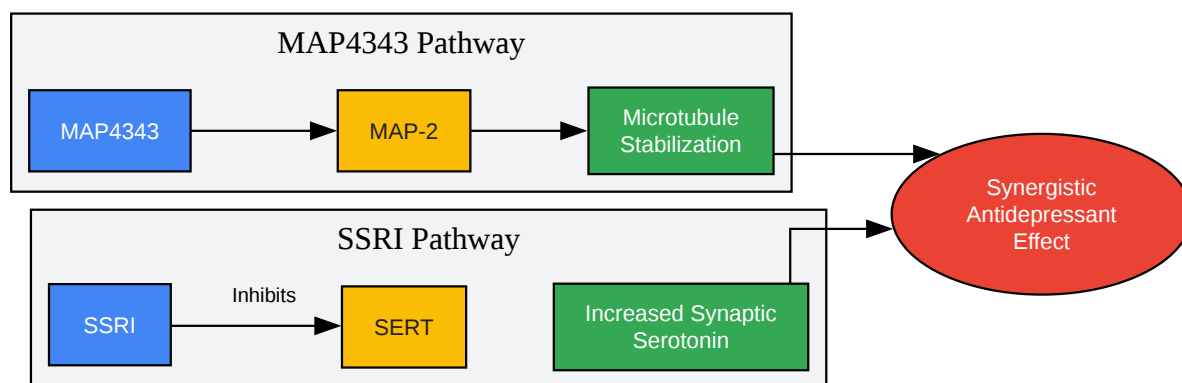 MAP4343 Pathway
MAP4343
MAP-2
Microtubule
Stabilization
Synergistic
Antidepressant
Effect
SSRI Pathway
SSRI
Inhibits
SERT
Increased Synaptic
Serotonin